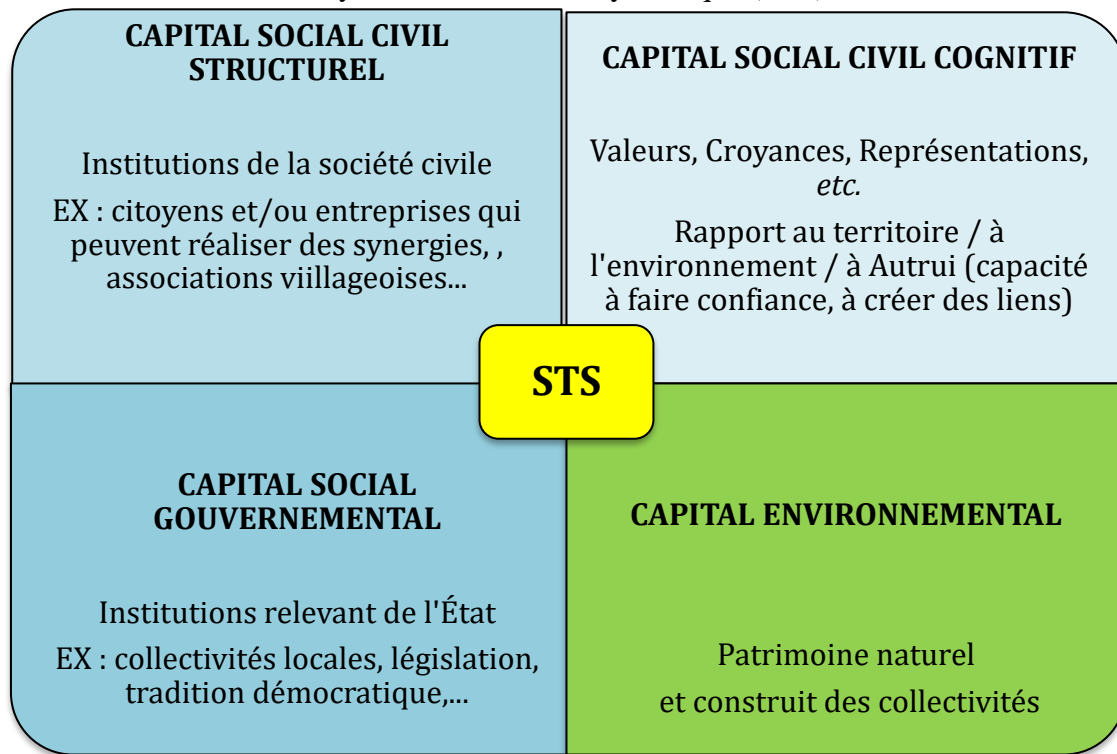 CAPITAL SOCIAL CIVIL
STRUCTUREL
Institutions de la société civile
EX : citoyens et/ou entreprises qui
peuvent réaliser des synergies, ,
associations viillageoises...
CAPITAL SOCIAL CIVIL COGNITIF
Valeurs, Croyances, Représentations,
etc.
Rapport au territoire / à
l'environnement / à Autrui (capacité
à faire confiance, à créer des liens)
STS
CAPITAL SOCIAL
GOUVERNEMENTAL
Institutions relevant de l'État
EX : collectivités locales, législation,
tradition démocratique,...
CAPITAL ENVIRONNEMENTAL
Patrimoine naturel
et construit des collectivités